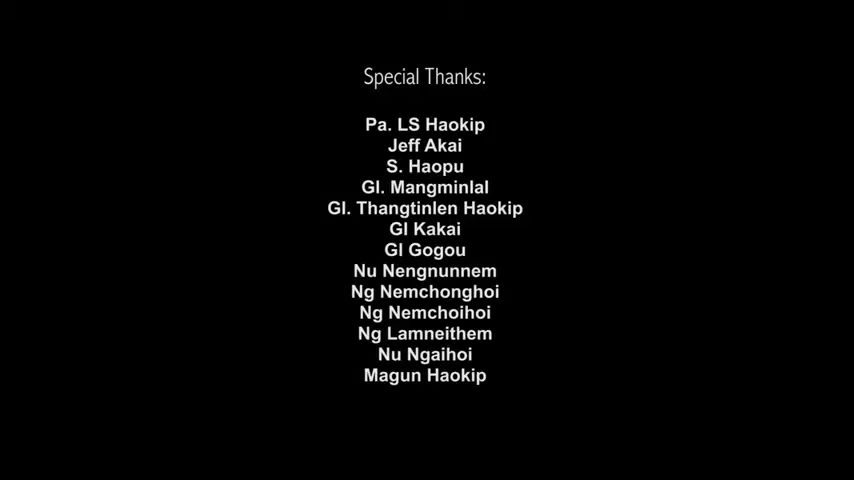 Special Thanks:
Pa. LS Haokip
Jeff Akai
S. Haopu
Gl. Mangminlal
Gl. Thangtinlen Haokip
Gl Kakai
Gl Gogou
Nu Nengnunnem
Ng Nemchonghoi
Ng Nemchoihoi
Ng Lamneithem
Nu Ngaihoi
Magun Haokip